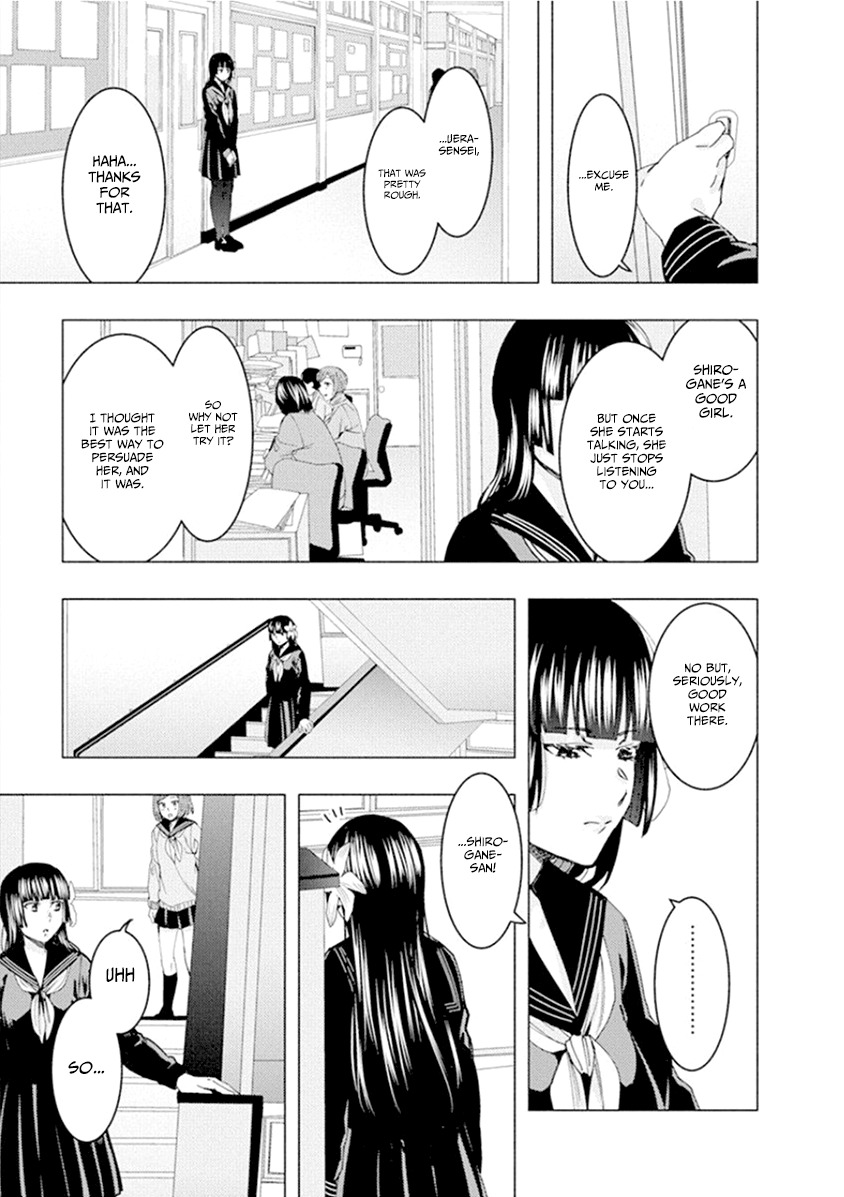 ...EXCUSE
ME.
...UERA-
SENSEI,
THAT WAS
PRETTY
ROUGH.
HAHA...
THANKS
FOR
THAT.
SHIRO-
GANE'S A
GOOD
GIRL.
BUT ONCE
SHE STARTS
TALKING, SHE
JUST STOPS
LISTENING
TO YOU...
SO
WHY NOT
LET HER
TRY IT?
I THOUGHT
IT WAS THE
BEST WAY TO
PERSUADE
HER, AND
IT WAS.
NO BUT,
SERIOUSLY,
GOOD
WORK
THERE.
..........
...SHIRO-
GANE-
SAN!
UHH
SO...